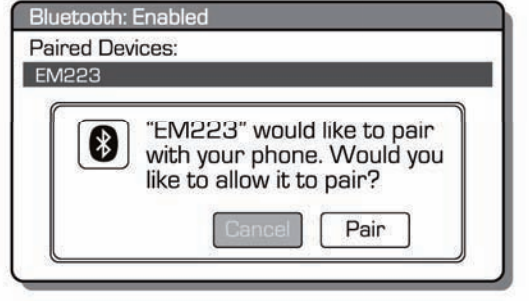 Bluetooth: Enabled
Paired Devices:
EM223
"EM223" would like to pair
with your phone. Would you
like to allow it to pair?
Cancel Pair